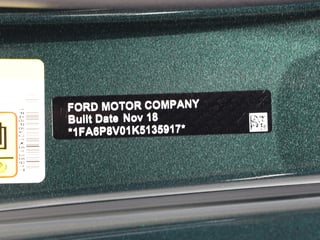 FORD MOTOR COMPANY
Built Date Nov 18
*1FA6P8V01K5135917*